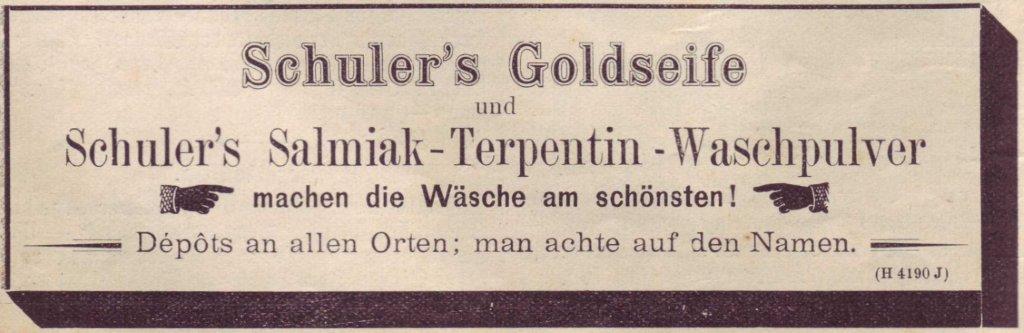 Schuler's Goldseife
und
Schuler's Salmiak-Terpentin-Waschpulver
machen die Wäsche am schönsten!
Dépôts an allen Orten; man achte auf den Namen.
(H 4190 J)